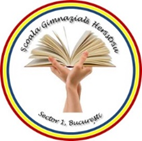 Școala Gimnazială Herăstrău
Sector 1, București